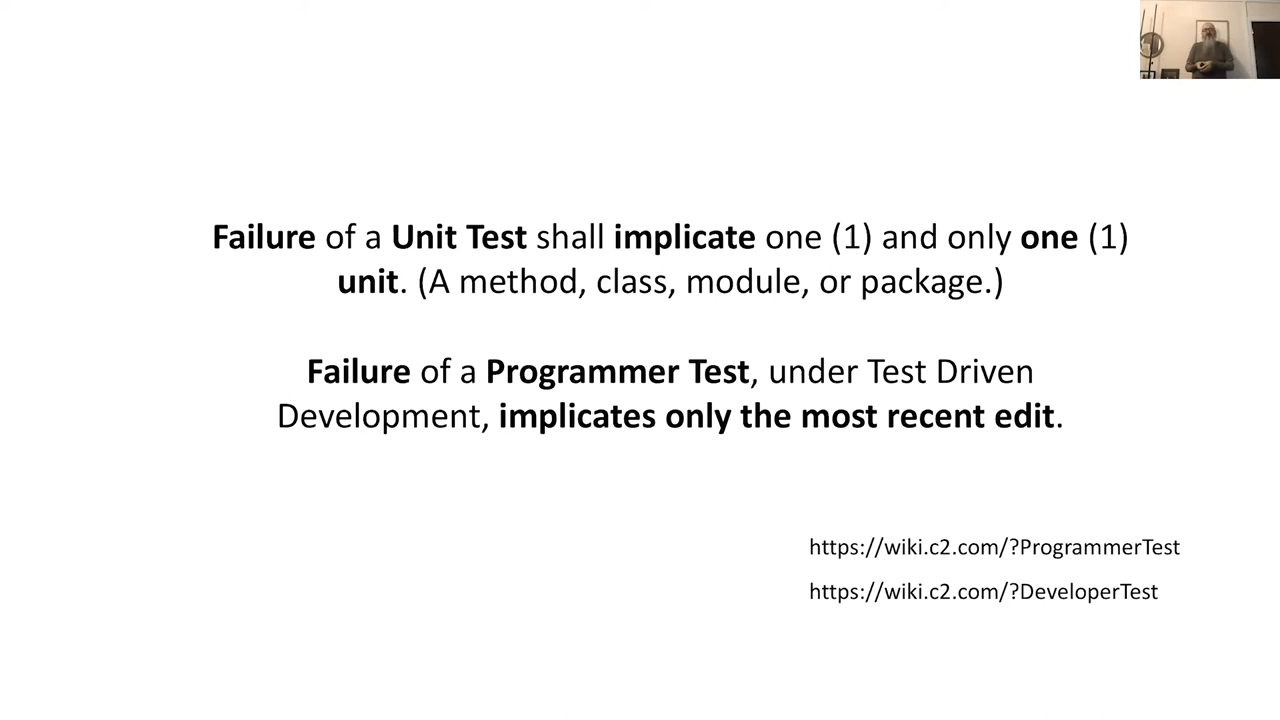 Failure of a Unit Test shall implicate one (1) and only one (1)
unit. (A method, class, module, or package.)
Failure of a Programmer Test, under Test Driven
Development, implicates only the most recent edit.
https://wiki.c2.com/?ProgrammerTest
https://wiki.c2.com/?DeveloperTest